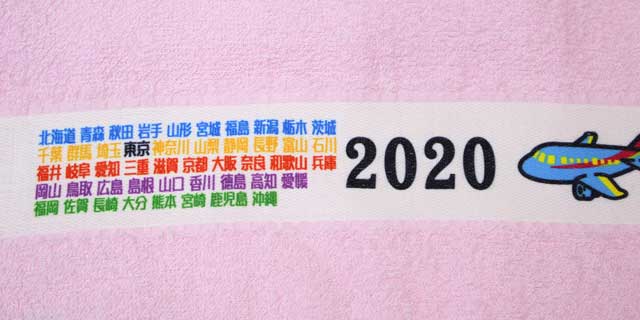 北海道 青森 秋田 岩手 山形 宮城 福島 新潟 栃木 茨城
千葉 群馬 埼玉 東京 神奈川 山梨 静岡 長野 富山 石川
福井 岐阜 愛知 三重 滋賀 京都 大阪 奈良 和歌山 兵庫
岡山 鳥取 広島 島根 山口 香川 徳島 高知 愛媛
福岡 佐賀 長崎 大分 熊本 宮崎 鹿児島 沖縄
2020